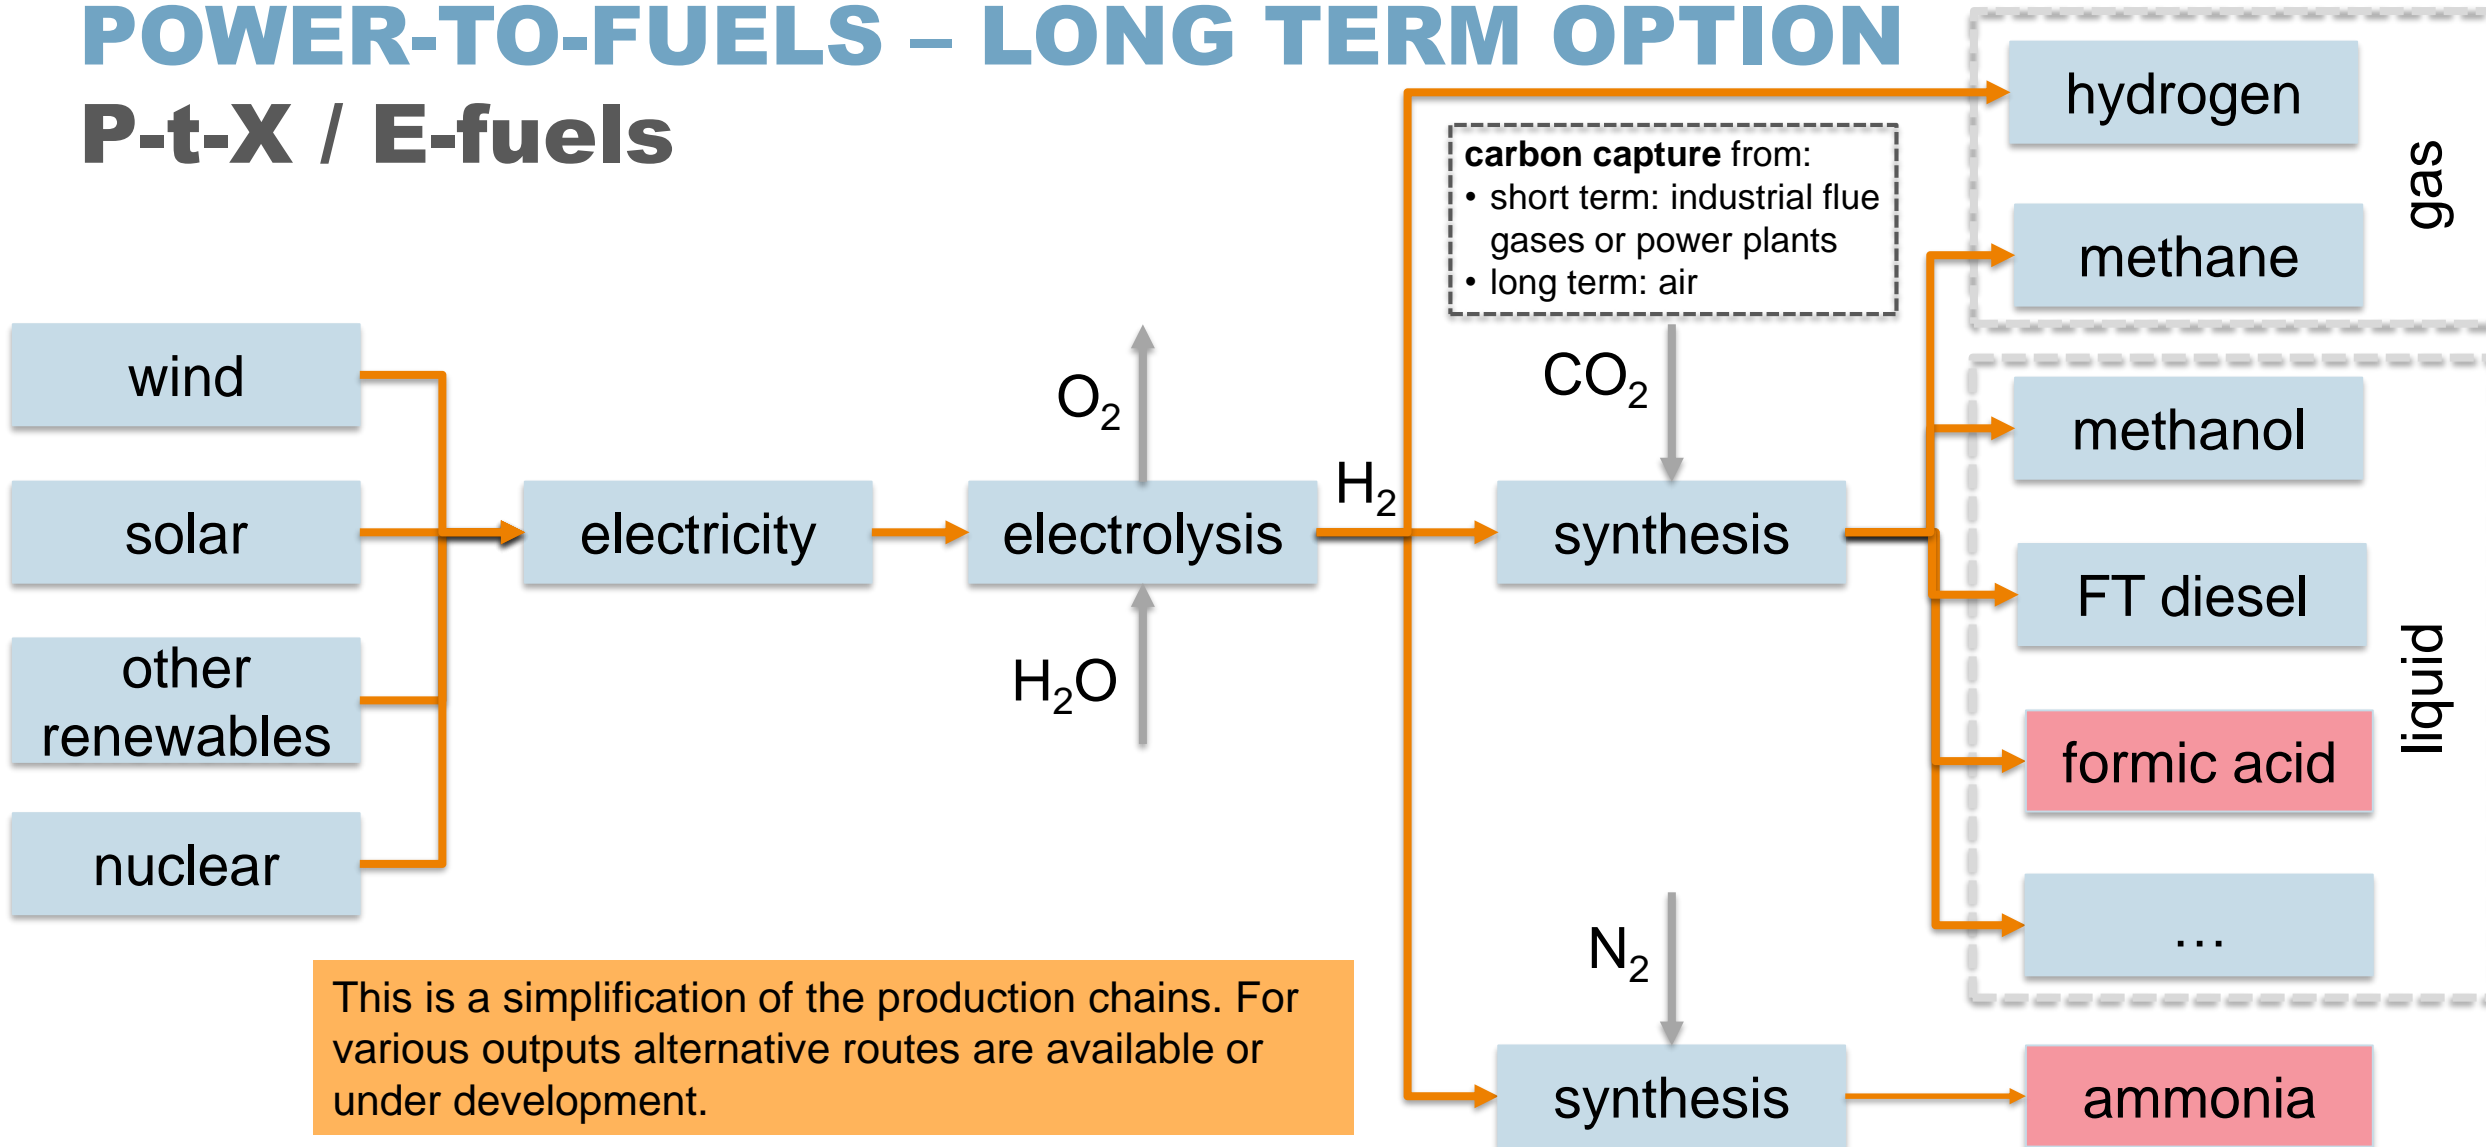 POWER-TO-FUELS – LONG TERM OPTION
P-t-X / E-fuels
carbon capture from:
• short term: industrial flue
gases or power plants
• long term: air
wind
solar
other
renewables
nuclear
electricity
O₂
electrolysis
H₂O
H₂
CO₂
synthesis
N₂
synthesis
hydrogen
methane
gas
methanol
FT diesel
formic acid
…
liquid
ammonia
This is a simplification of the production chains. For
various outputs alternative routes are available or
under development.